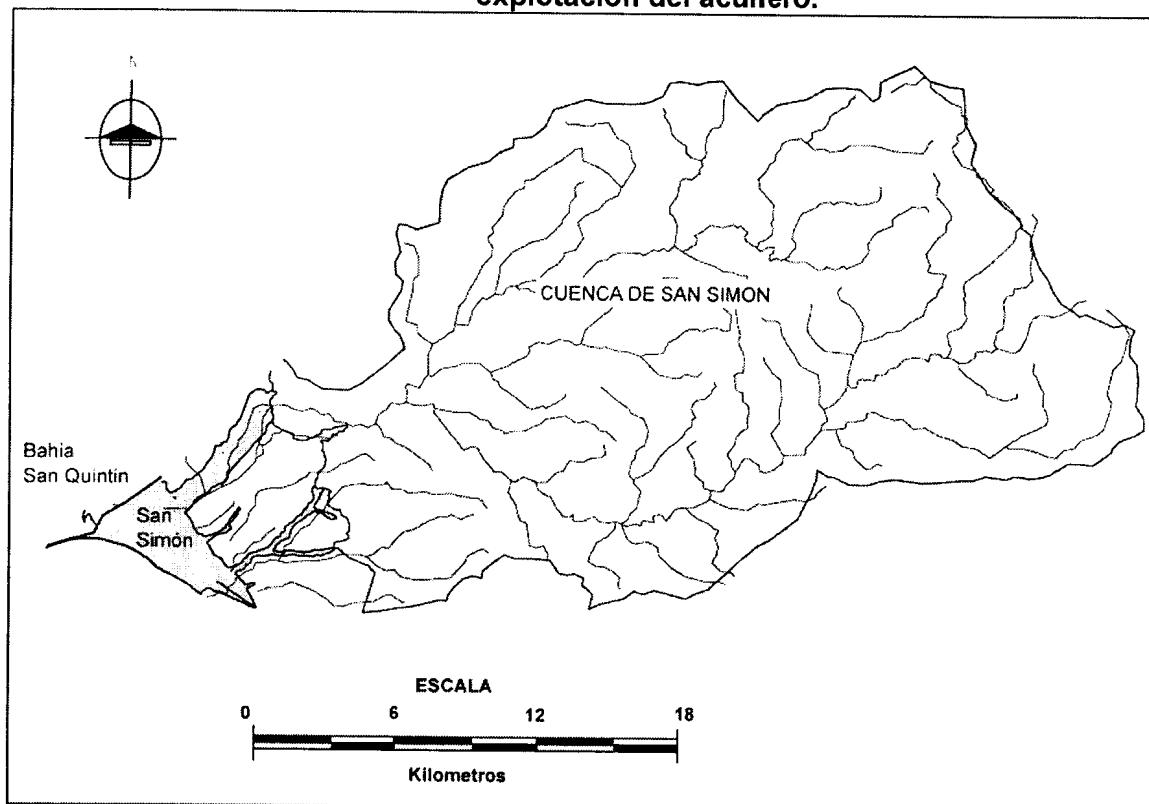 explotación del acuífero.
CUENCA DE SAN SIMON
Bahia
San Quintín
San
Simón
ESCALA
0 6 12 18
Kilometros